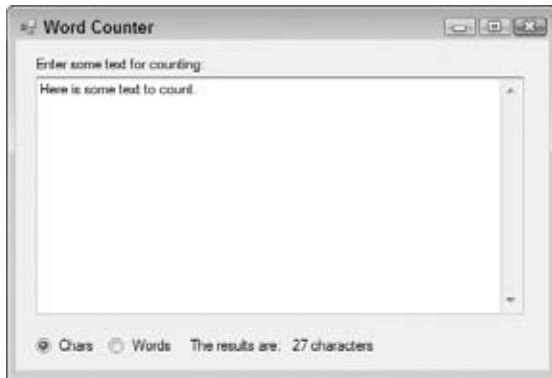 Word Counter
Enter some text for counting:
Here is some text to count.
Chars Words The results are: 27 characters